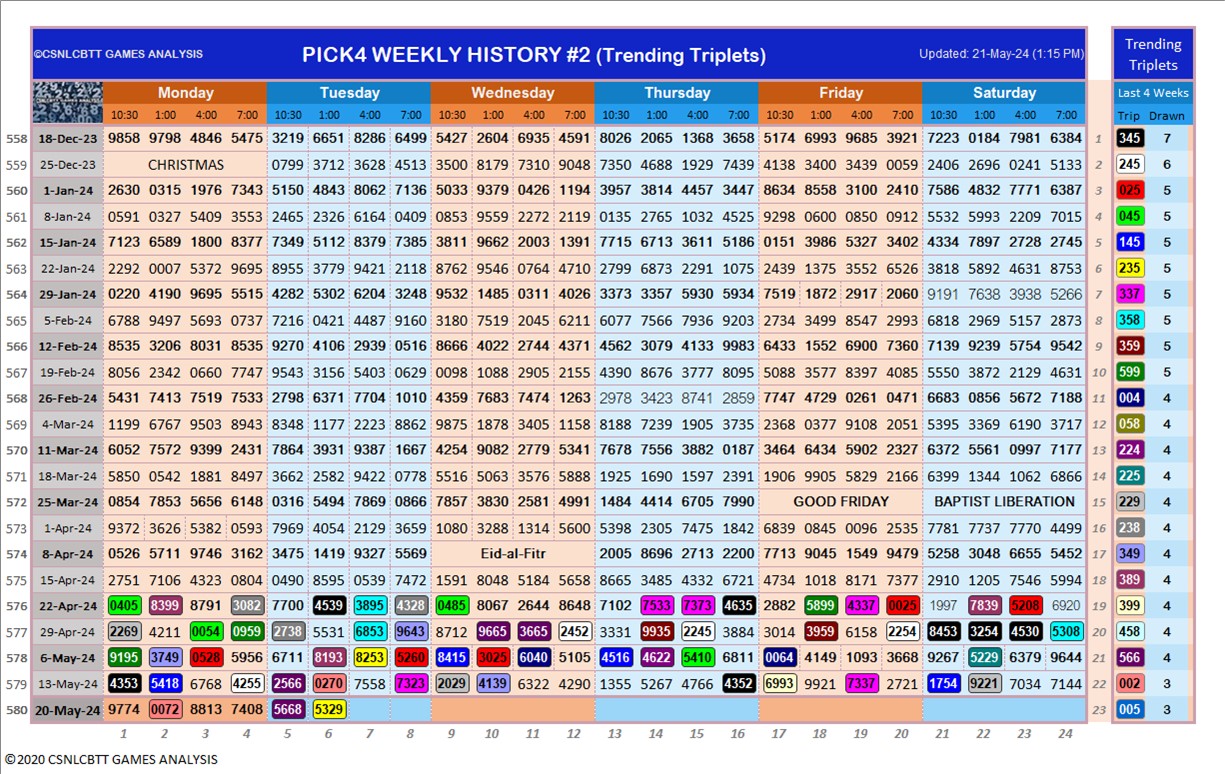 ©CSNLCBTT GAMES ANALYSIS PICK4 WEEKLY HISTORY #2 (Trending Triplets) Updated: 21-May-24 (1:15 PM) Trending Triplets
Monday Tuesday Wednesday Thursday Friday Saturday Last 4 Weeks
10:30 1:00 4:00 7:00 10:30 1:00 4:00 8:00 10:30 1:00 4:00 7:00 10:30 1:00 4:00 7:00 10:30 1:00 4:00 7:00 10:30 1:00 4:00 7:00 Trip Drawn
558 18-Dec-23 9858 9798 4846 5475 3219 6651 8286 6499 5427 2604 6935 4591 8026 2065 1368 3658 5174 6993 9685 3921 7223 0184 7981 6384 1 345 7
559 25-Dec-23 CHRISTMAS 0799 3712 3628 4513 3500 8179 7310 9048 7350 4688 1929 7439 4138 3400 3439 0059 2406 2696 0241 5133 2 245 6
560 1-Jan-24 2630 0315 1976 7343 5150 4843 8062 7136 5033 9379 0426 1194 3957 3814 4457 3447 8634 8558 3100 2410 7586 4832 7771 6387 3 025 5
561 8-Jan-24 0591 0327 5409 3553 2465 2326 6164 0409 0853 9559 2272 2119 0135 2765 1032 4525 9298 0600 0850 0912 5532 5993 2209 7015 4 045 5
562 15-Jan-24 7123 6589 1800 8377 7349 5112 8379 7385 3811 9662 2003 1391 7715 6713 3611 5186 0151 3986 5327 3402 4334 7897 2728 2745 5 145 5
563 22-Jan-24 2292 0007 5372 9695 8955 3779 9421 2118 8762 9546 0764 4710 2799 6873 2291 1075 2439 1375 3552 6526 3818 5892 4631 8753 6 235 5
564 29-Jan-24 0220 4190 9695 5515 4282 5302 6204 3248 9532 1485 0311 4026 3373 3357 5930 5934 7519 1872 2917 2060 9191 7638 3938 5266 7 337 5
565 5-Feb-24 6788 9497 5693 0737 7216 0421 4487 9160 3180 7519 2045 6211 6077 7566 7936 9203 2734 3499 8547 2993 6818 2969 5157 2873 8 358 5
566 12-Feb-24 8535 3206 8031 8535 9270 4106 2939 0516 8666 4022 2744 4371 4562 3079 4133 9983 6433 1552 6900 7360 7139 9239 5754 9542 9 359 5
567 19-Feb-24 8056 2342 0660 7747 9543 3156 5403 0629 0098 1088 2905 2155 4390 8676 3777 8095 5088 3577 8397 4085 5550 3872 2129 4631 10 599 5
568 26-Feb-24 5431 7413 7519 7533 2798 6371 7704 1010 4359 7683 7474 1263 2978 3423 8741 2859 7747 4729 0261 0471 6683 0856 5672 7188 11 004 4
569 4-Mar-24 1199 6767 9503 8943 8348 1177 2223 8862 9875 1878 3405 1158 8188 7239 1905 3735 2368 0377 9108 2051 5395 3369 6190 3717 12 058 4
570 11-Mar-24 6052 7572 9399 2431 7864 3931 9387 1667 4254 9082 2779 5341 7678 7556 3282 0187 3464 6434 5902 2327 6372 5561 0997 7177 13 224 4
571 18-Mar-24 5850 0542 1881 8497 3662 2582 9422 0778 5516 5063 7576 5888 1925 1690 1557 2391 1906 9905 5825 2166 6399 1344 1062 6866 14 225 4
572 25-Mar-24 0854 7853 5656 6148 0316 5494 7869 0866 7857 3830 2581 4991 1484 4414 6705 7990 GOOD FRIDAY BAPTIST LIBERATION 15 229 4
573 1-Apr-24 9372 3626 5382 0593 7969 4054 2129 3659 1080 3288 1314 5600 5398 2305 7475 1842 6839 0845 0096 2535 7781 7737 7770 4499 16 238 4
574 8-Apr-24 0526 5711 9746 3162 3475 1419 9327 5569 Eid-al-Fitr 2005 8696 2713 2200 7713 9045 1549 9479 5258 3048 6655 5452 17 349 4
575 15-Apr-24 2751 7106 4323 0804 0490 8595 0539 7472 1591 8048 5184 5658 8665 3485 4332 6721 4734 1018 8171 7377 2910 1205 7546 5994 18 389 4
576 22-Apr-24 0405 8399 8791 3082 7700 4539 3895 4328 0485 8067 2644 8648 7102 7533 7373 4635 2882 5899 4337 0025 1997 7839 5208 6920 19 399 4
577 29-Apr-24 2269 4211 0054 0959 2738 5531 6853 9643 8712 9665 3665 2452 3331 9935 2245 3884 3014 3959 6158 2254 8453 3254 4530 5308 20 458 4
578 6-May-24 9195 3749 0528 5956 6711 8193 8253 5260 8415 3025 6040 5105 4516 4622 5410 6811 0064 4149 1093 3668 9267 5229 6379 9644 21 566 4
579 13-May-24 4353 5418 6768 4255 2566 0270 7558 7323 2029 4139 6322 4290 1355 5267 4766 4352 6993 9921 7337 2721 1754 9221 7034 7144 22 002 3
580 20-May-24 9774 0072 8813 7408 5668 5329 23 005 3
1 2 3 4 5 6 7 8 9 10 11 12 13 14 15 16 17 18 19 20 21 22 23 24
©2020 CSNLCBTT GAMES ANALYSIS